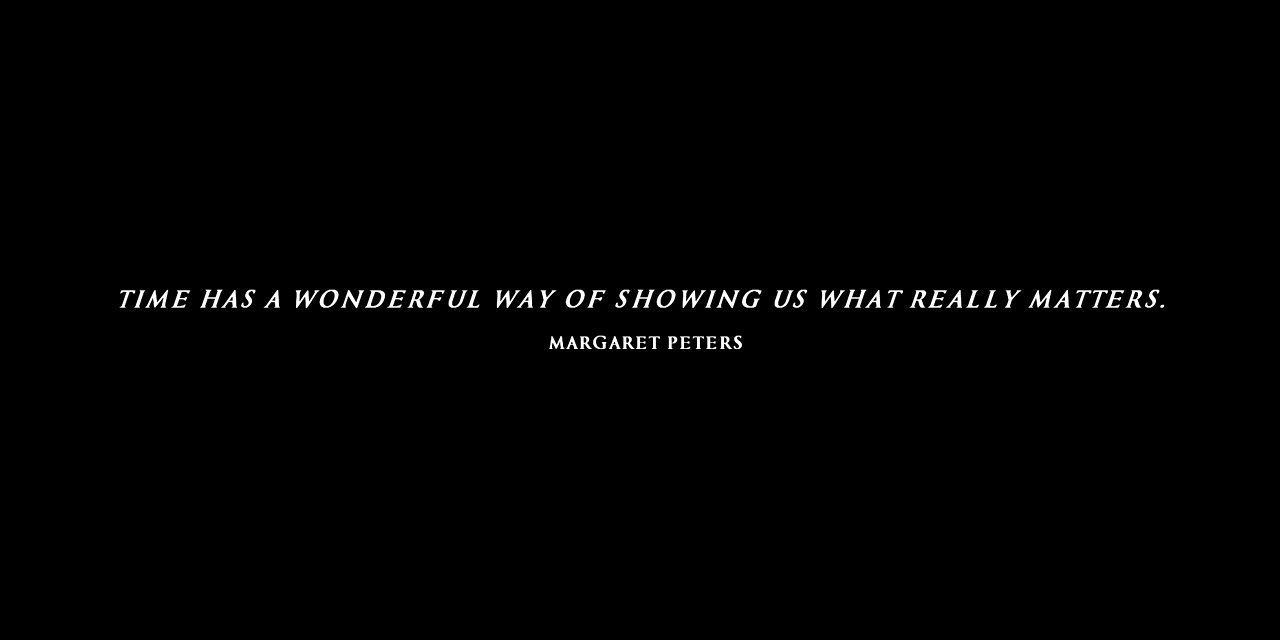 TIME HAS A WONDERFUL WAY OF SHOWING US WHAT REALLY MATTERS.
MARGARET PETERS